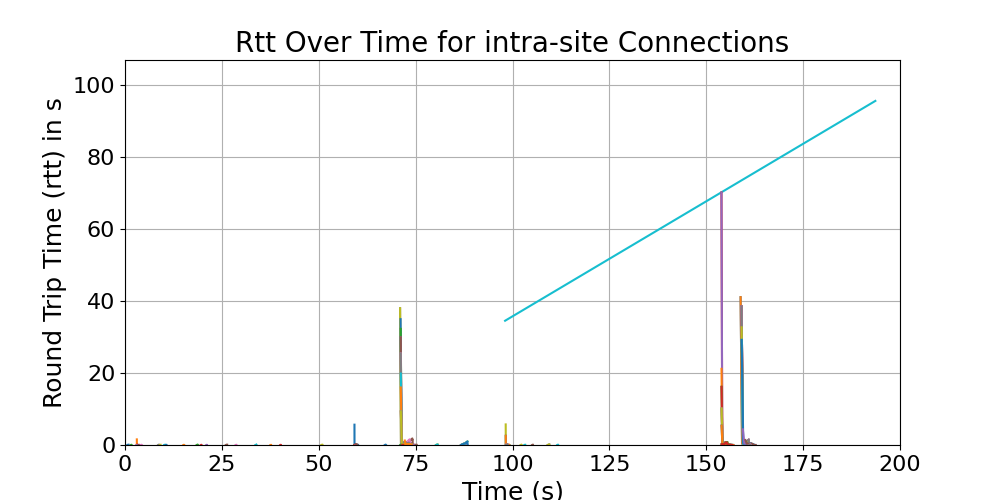 Rtt Over Time for intra-site Connections
Round Trip Time (rtt) in s
100
80
60
40
20
0
0 25 50 75 100 125 150 175 200
Time (s)